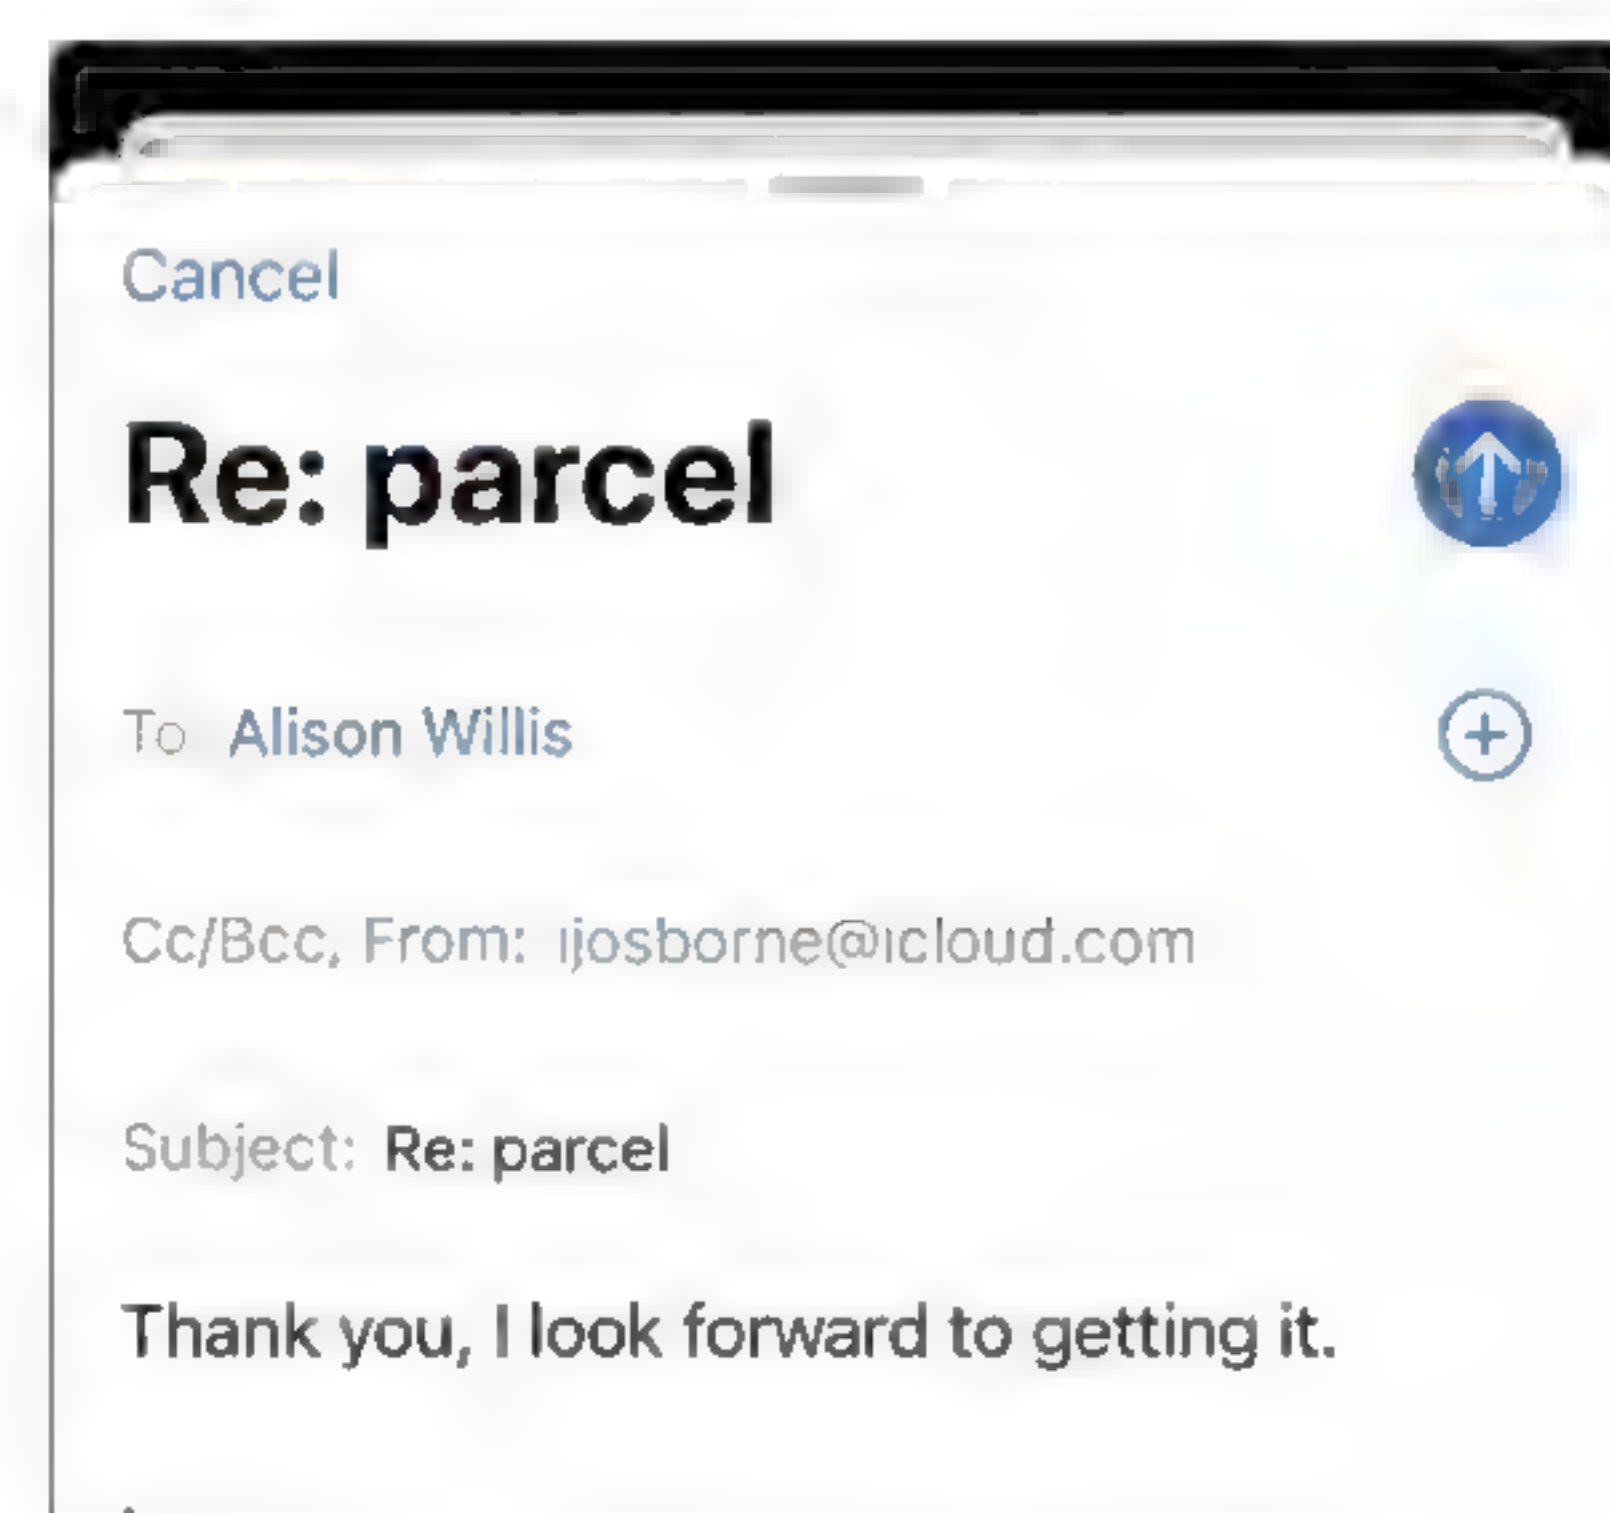 Cancel
Re: parcel
To Alison Willis
Cc/Bcc, From: ijosborne@icloud.com
Subject: Re: parcel
Thank you, I look forward to getting it.